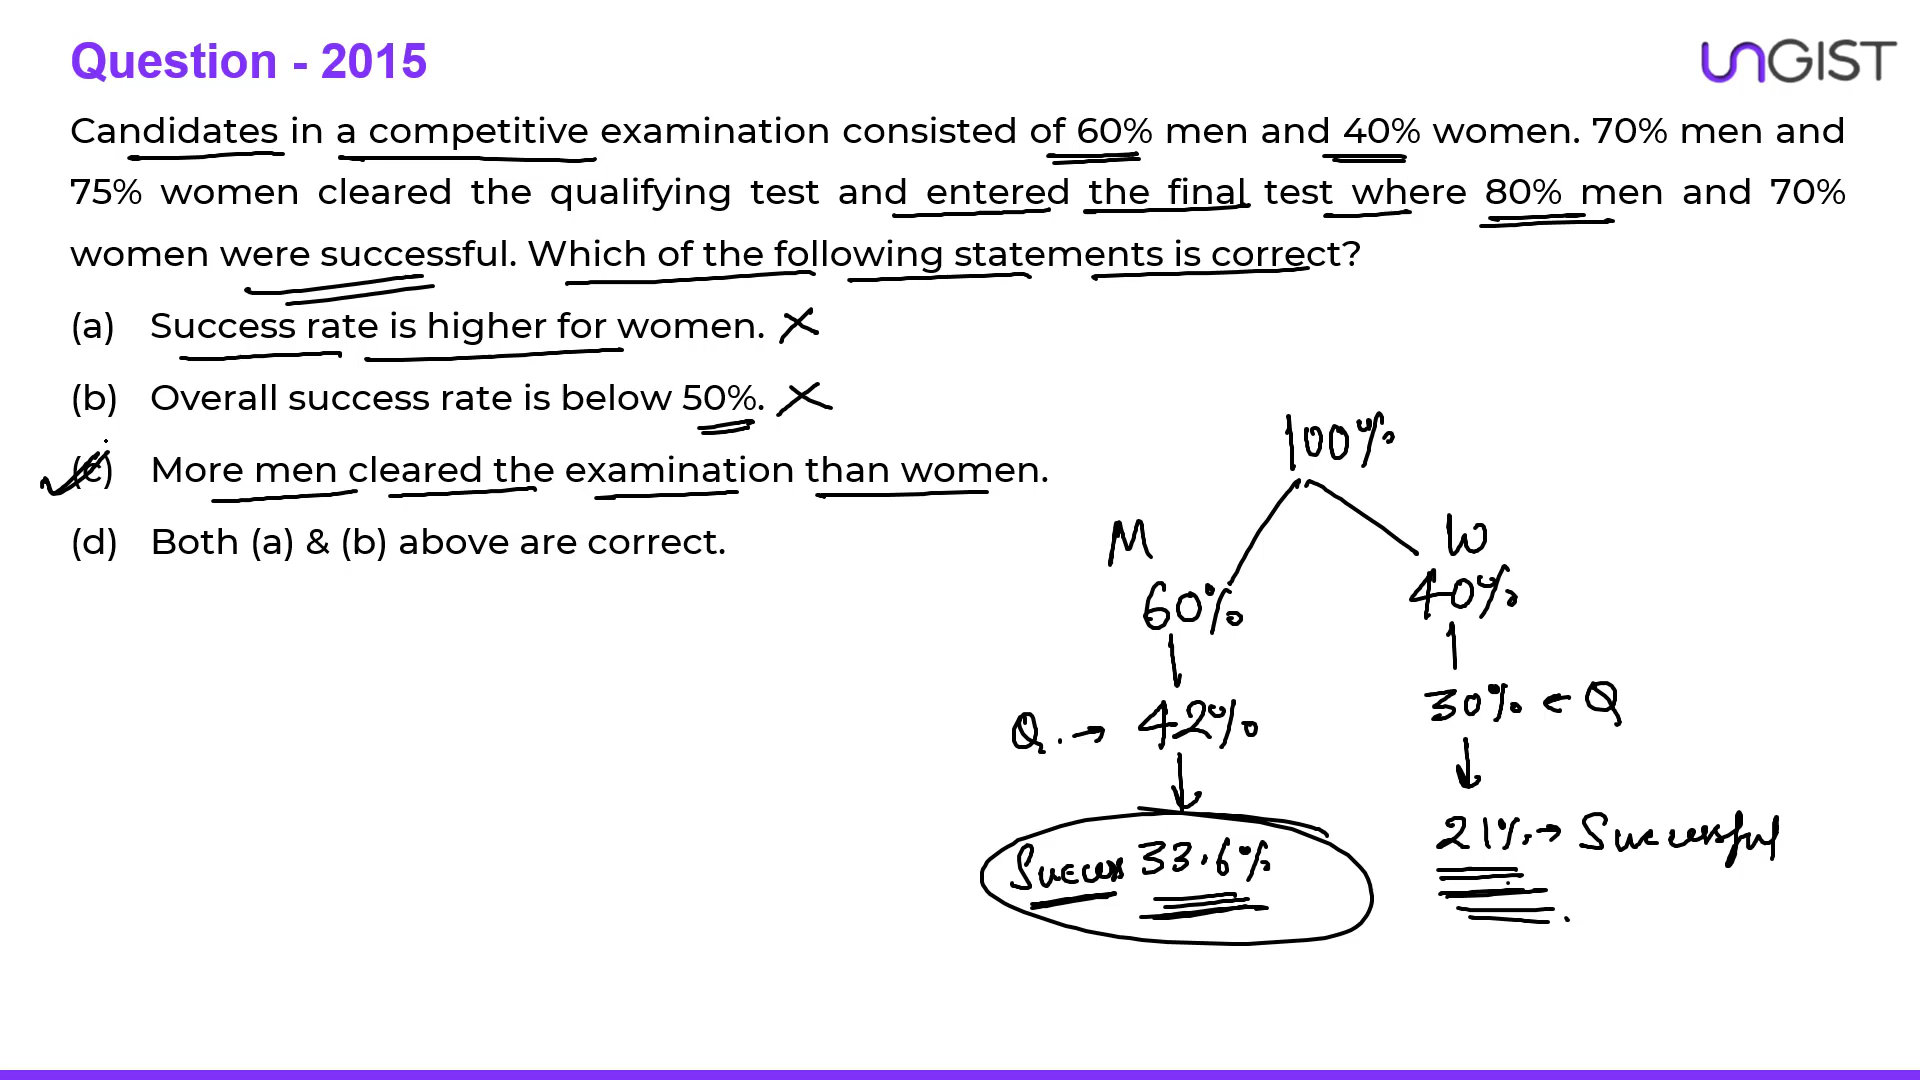 Question - 2015
UNGIST
Candidates in a competitive examination consisted of 60% men and 40% women. 70% men and
75% women cleared the qualifying test and entered the final test where 80% men and 70%
women were successful. Which of the following statements is correct?
(a) Success rate is higher for women.
(b) Overall success rate is below 50%.
(c) More men cleared the examination than women.
(d) Both (a) & (b) above are correct.
100%
M W
60% 40%
Q. → 42% 30% ← Q
Success 33.6% 21% → Successful